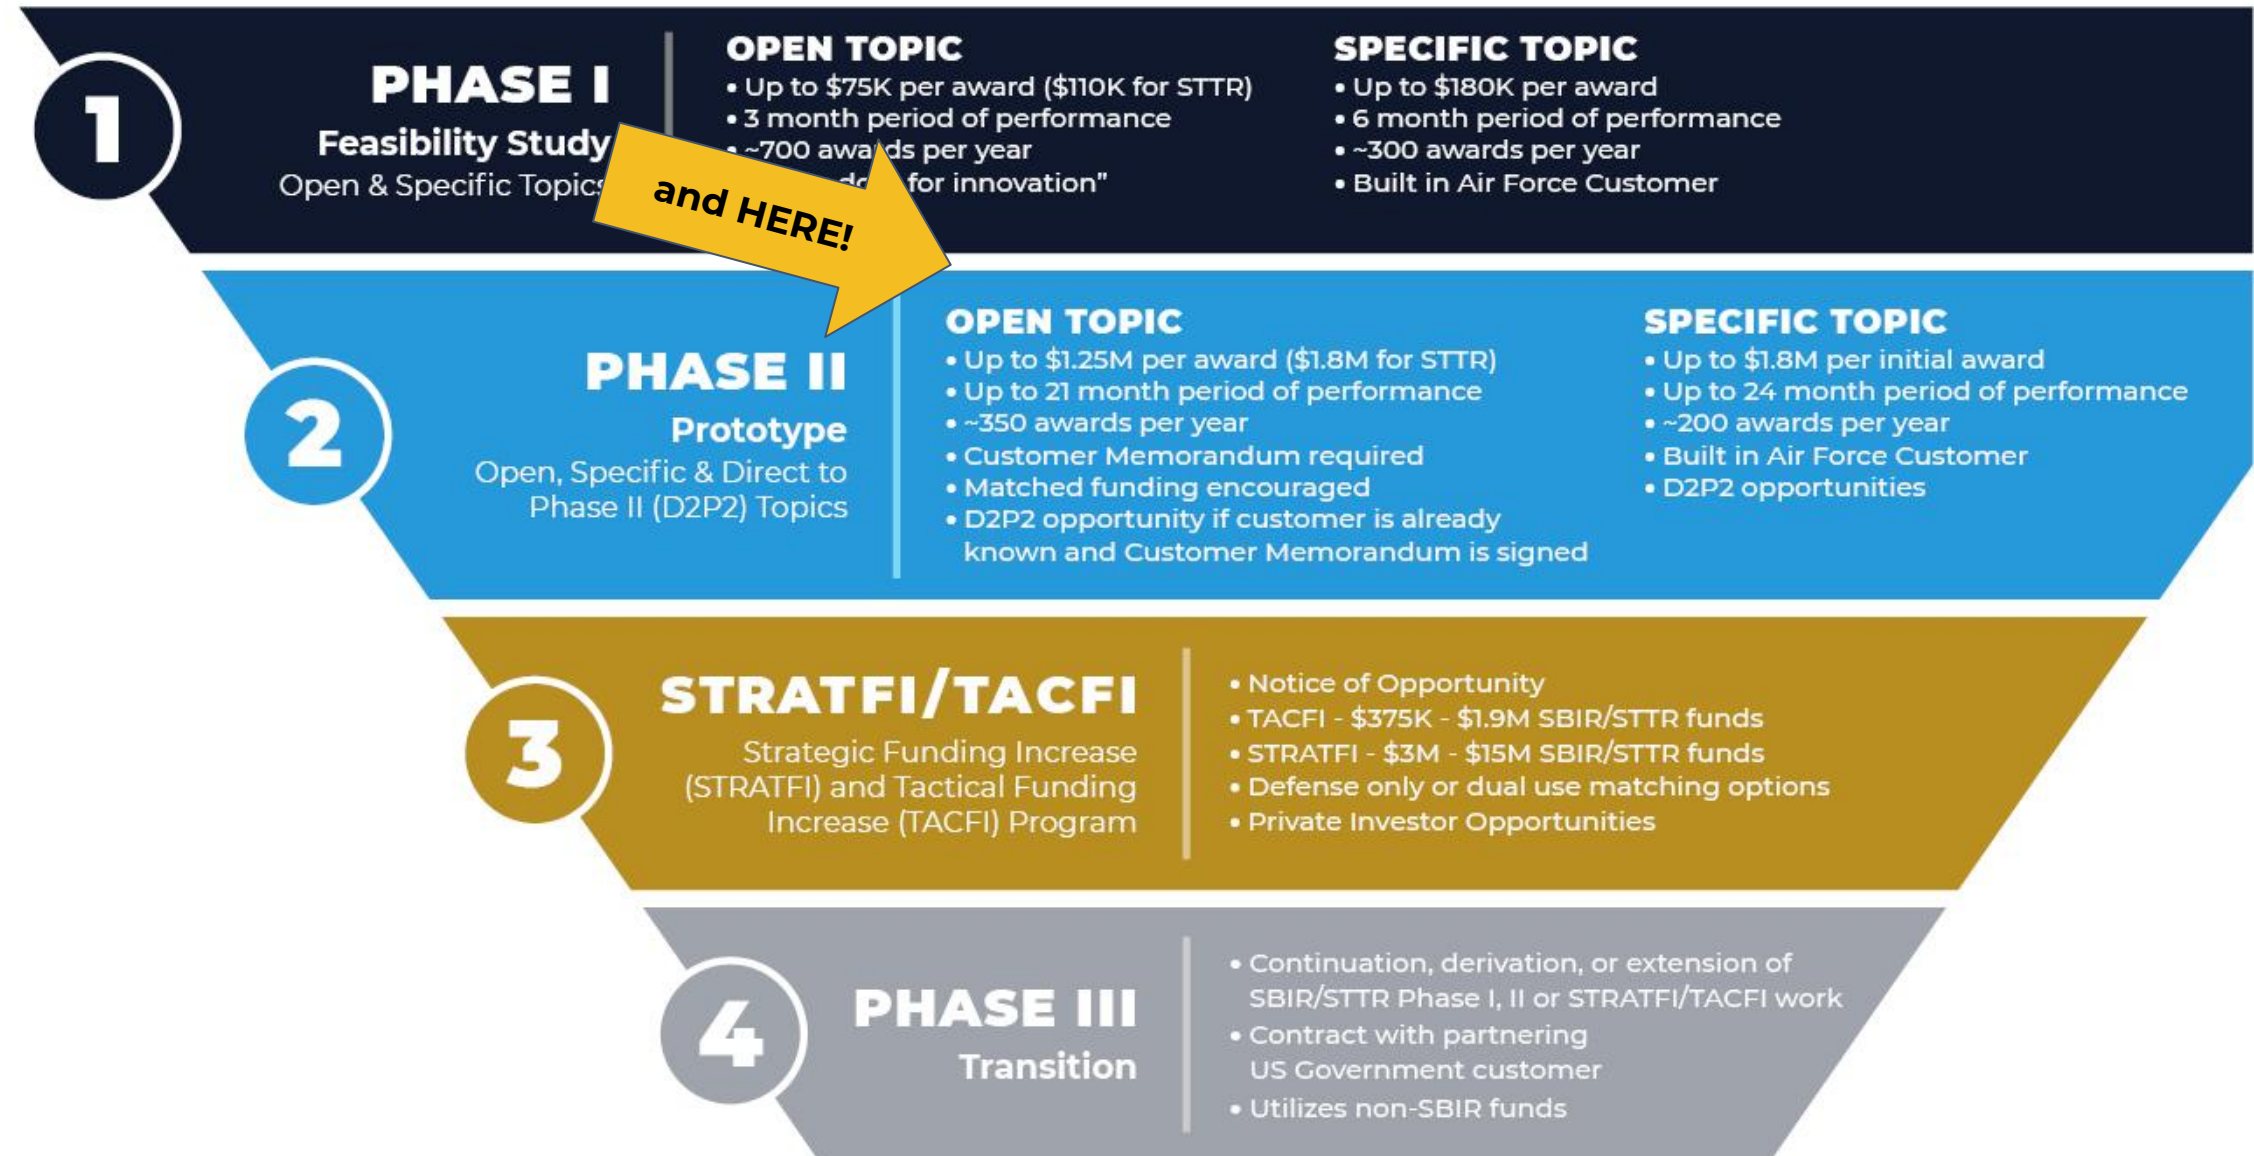 1
PHASE I
Feasibility Study
Open & Specific Topics
OPEN TOPIC
• Up to $75K per award ($110K for STTR)
• 3 month period of performance
• ~700 awards per year
for innovation”
SPECIFIC TOPIC
• Up to $180K per award
• 6 month period of performance
• ~300 awards per year
• Built in Air Force Customer
and HERE!
2
PHASE II
Prototype
Open, Specific & Direct to
Phase II (D2P2) Topics
OPEN TOPIC
• Up to $1.25M per award ($1.8M for STTR)
• Up to 21 month period of performance
• ~350 awards per year
• Customer Memorandum required
• Matched funding encouraged
• D2P2 opportunity if customer is already
known and Customer Memorandum is signed
SPECIFIC TOPIC
• Up to $1.8M per initial award
• Up to 24 month period of performance
• ~200 awards per year
• Built in Air Force Customer
• D2P2 opportunities
3
STRATFI/TACFI
Strategic Funding Increase
(STRATFI) and Tactical Funding
Increase (TACFI) Program
• Notice of Opportunity
• TACFI - $375K - $1.9M SBIR/STTR funds
• STRATFI - $3M - $15M SBIR/STTR funds
• Defense only or dual use matching options
• Private Investor Opportunities
4
PHASE III
Transition
• Continuation, derivation, or extension of
SBIR/STTR Phase I, II or STRATFI/TACFI work
• Contract with partnering
US Government customer
• Utilizes non-SBIR funds